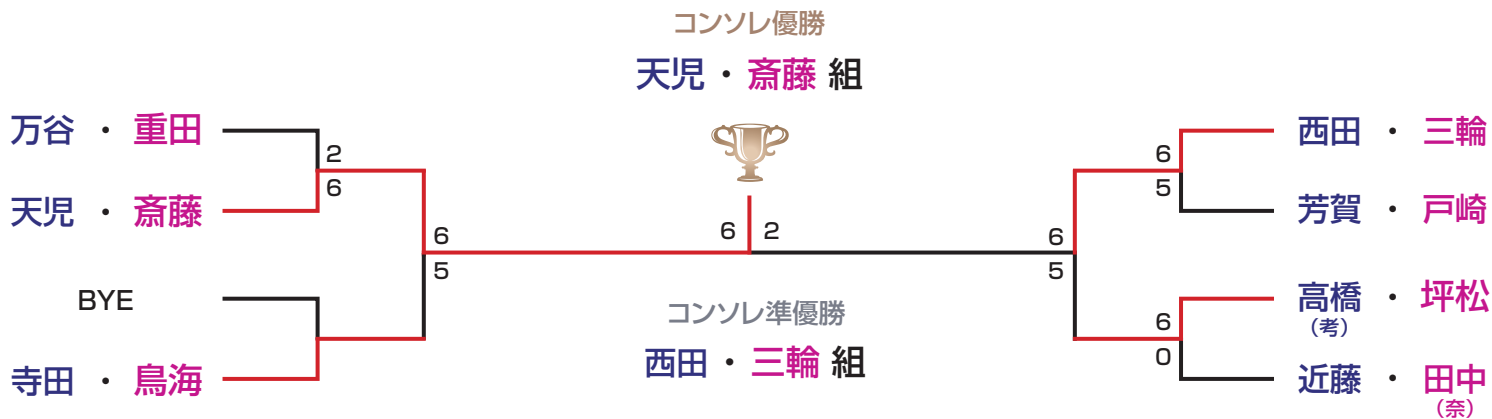 コンソレ優勝
天児 ・ 斎藤 組
万谷 ・ 重田
2
6
天児 ・ 斎藤
6
5
BYE
寺田 ・ 鳥海
6 2
コンソレ準優勝
西田 ・ 三輪 組
西田 ・ 三輪
6
5
芳賀 ・ 戸崎
6
5
高橋 ・ 坪松
(考)
6
0
近藤 ・ 田中
(奈)